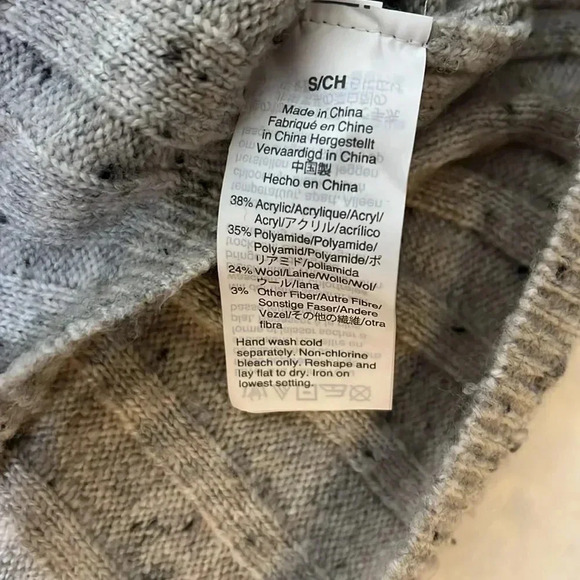 S/CH
Made in China
Fabriqué en Chine
in China Hergestellt
Vervaardigd in China
中国製
Hecho en China
38% Acrylic/Acrylique/Acryl/
Acryl/アクリル/acrílico
35% Polyamide/Polyamide/
Polyamid/Polyamide/ポ
リアミド/poliamida
24% Wool/Laine/Wolle/Wol/
ウール/lana
3% Other Fiber/Autre Fibre/
Sonstige Faser/Andere
Vezel/その他の繊維/otra
fibra
Hand wash cold
separately. Non-chlorine
bleach only. Reshape and
lay flat to dry. Iron on
lowest setting.